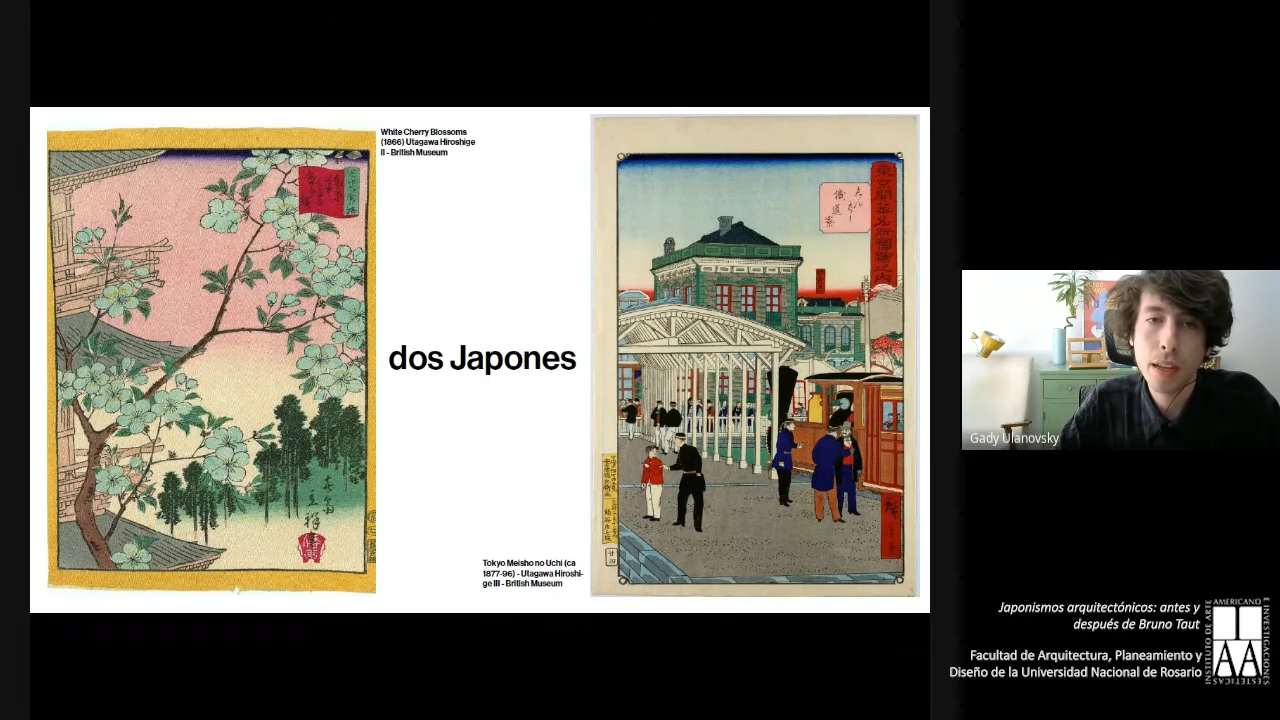 White Cherry Blossoms
(1866) Utagawa Hiroshige
II - British Museum
dos Japones
Tokyo Meisho no Uchi (ca
1877-96) - Utagawa Hiroshi-
ge III - British Museum
Gady Ulanovsky
Japonismos arquitectónicos: antes y
después de Bruno Taut
Facultad de Arquitectura, Planeamiento y
Diseño de la Universidad Nacional de Rosario
INSTITUTO DE ARTE
AMERICANO
E INVESTIGACIONES
ESTETICAS
IAA